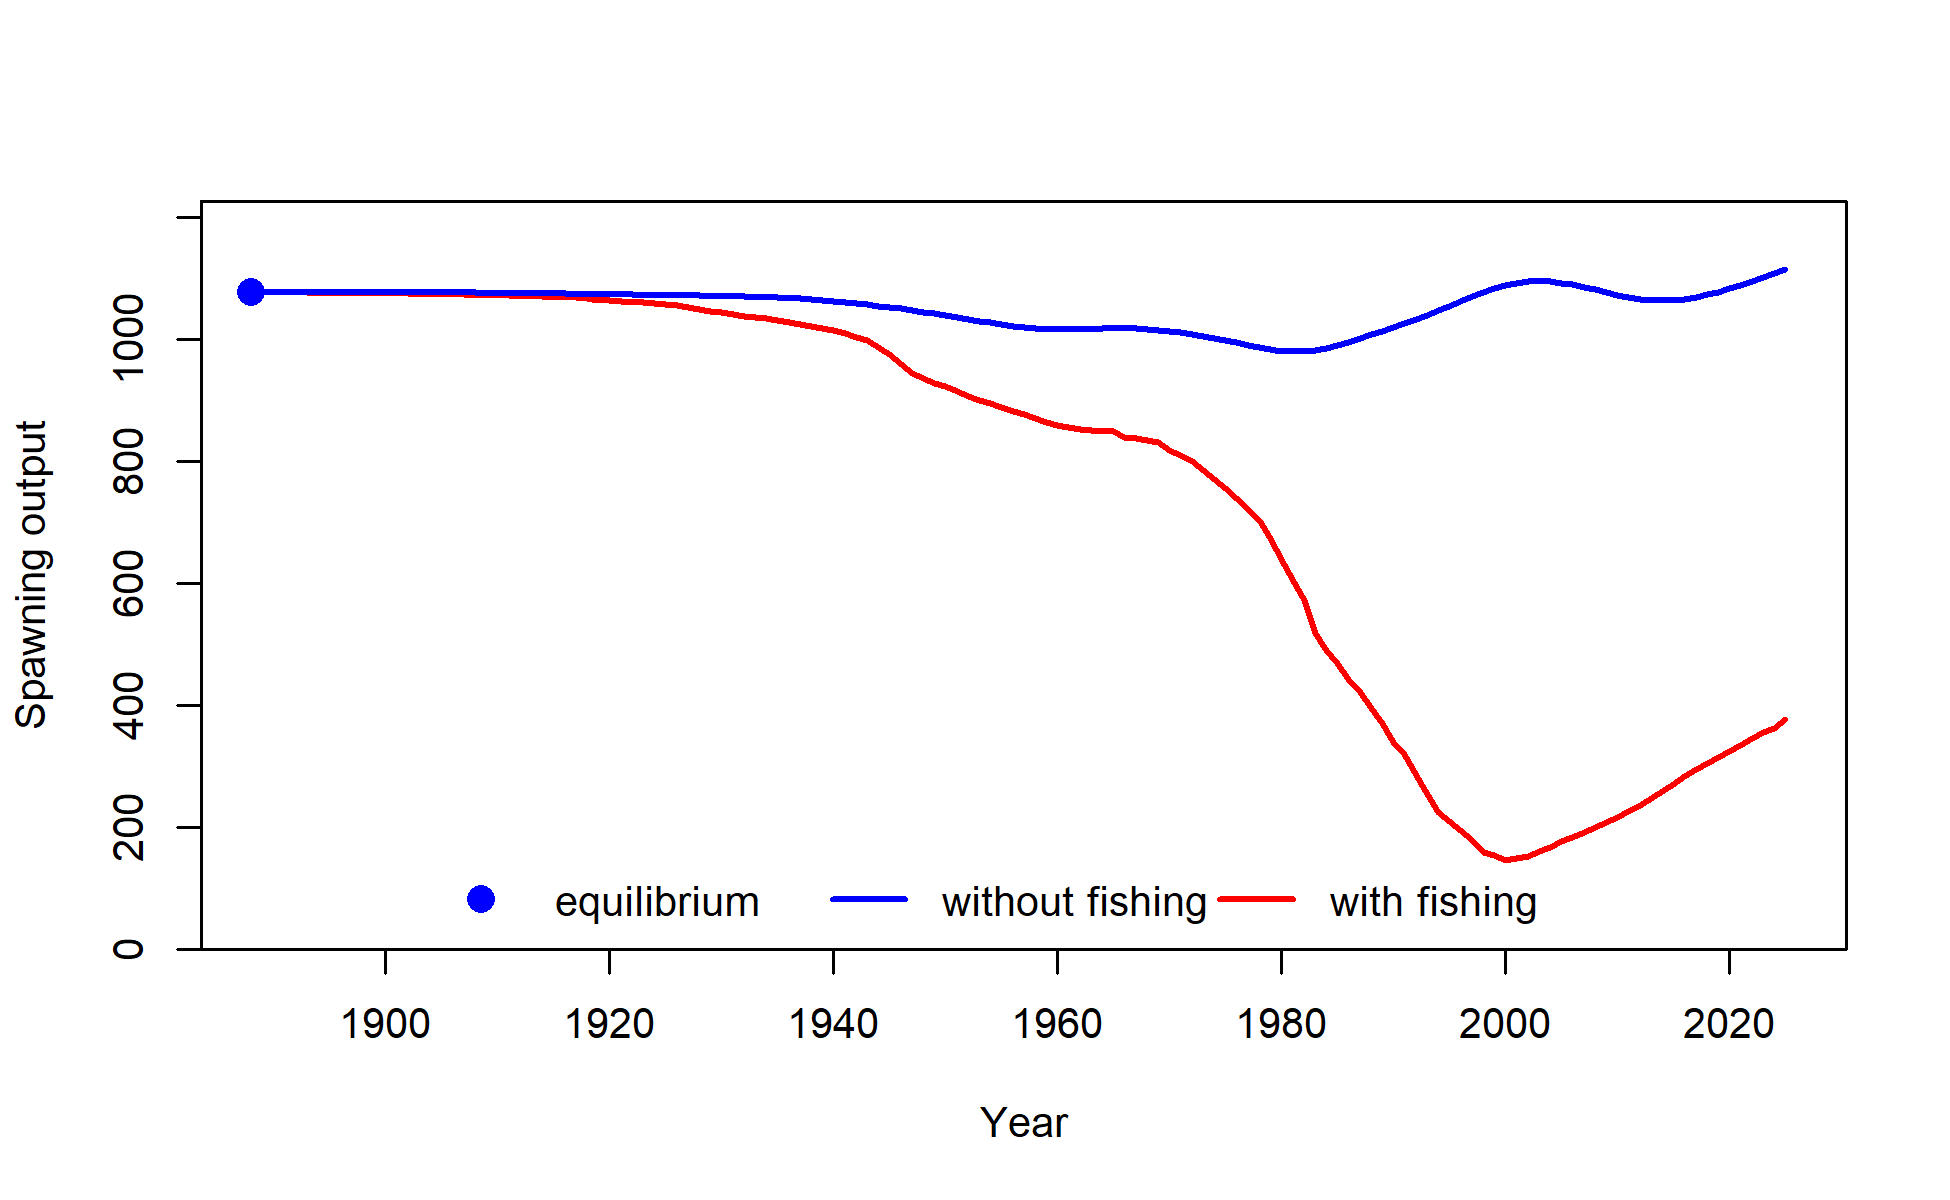 Spawning output
0 200 400 600 800 1000
equilibrium without fishing with fishing
1900 1920 1940 1960 1980 2000 2020
Year